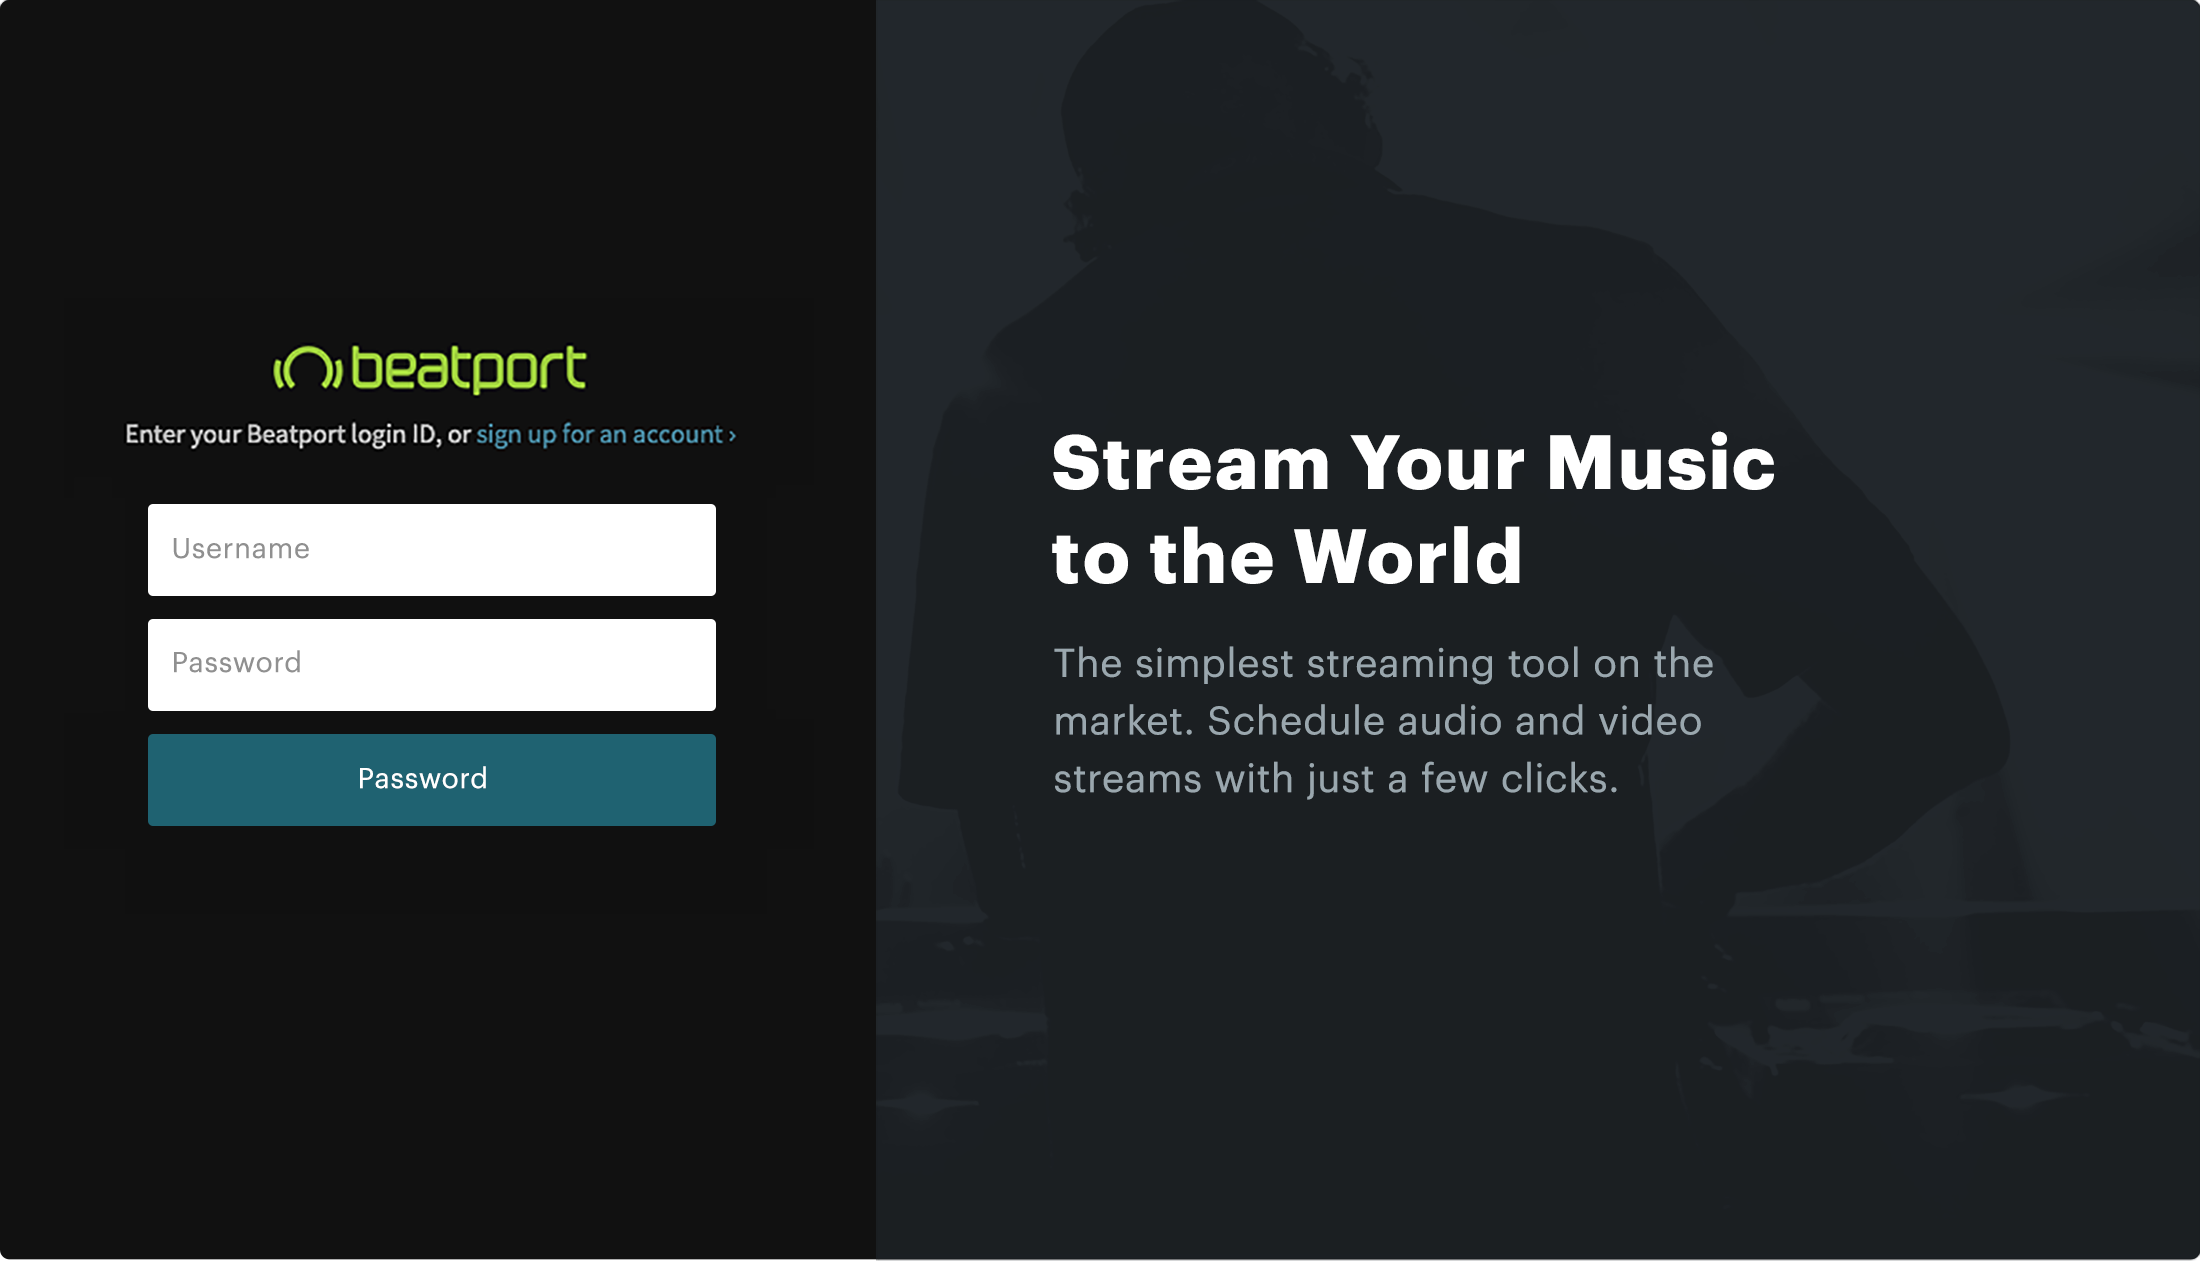 beatport
Enter your Beatport login ID, or sign up for an account ›
Username
Password
Password
Stream Your Music
to the World
The simplest streaming tool on the
market. Schedule audio and video
streams with just a few clicks.